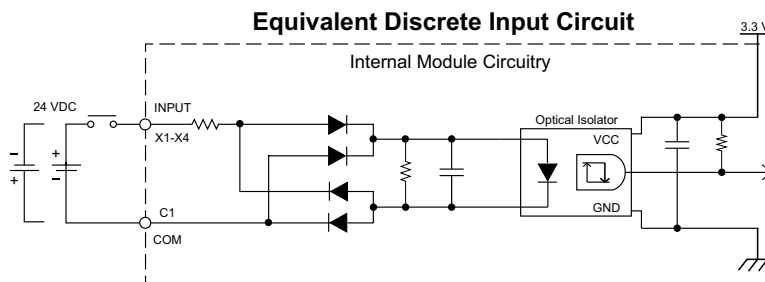 Equivalent Discrete Input Circuit
3.3 V
Internal Module Circuitry
24 VDC
INPUT
X1-X4
Optical Isolator
VCC
-
+
+
-
GND
C1
COM